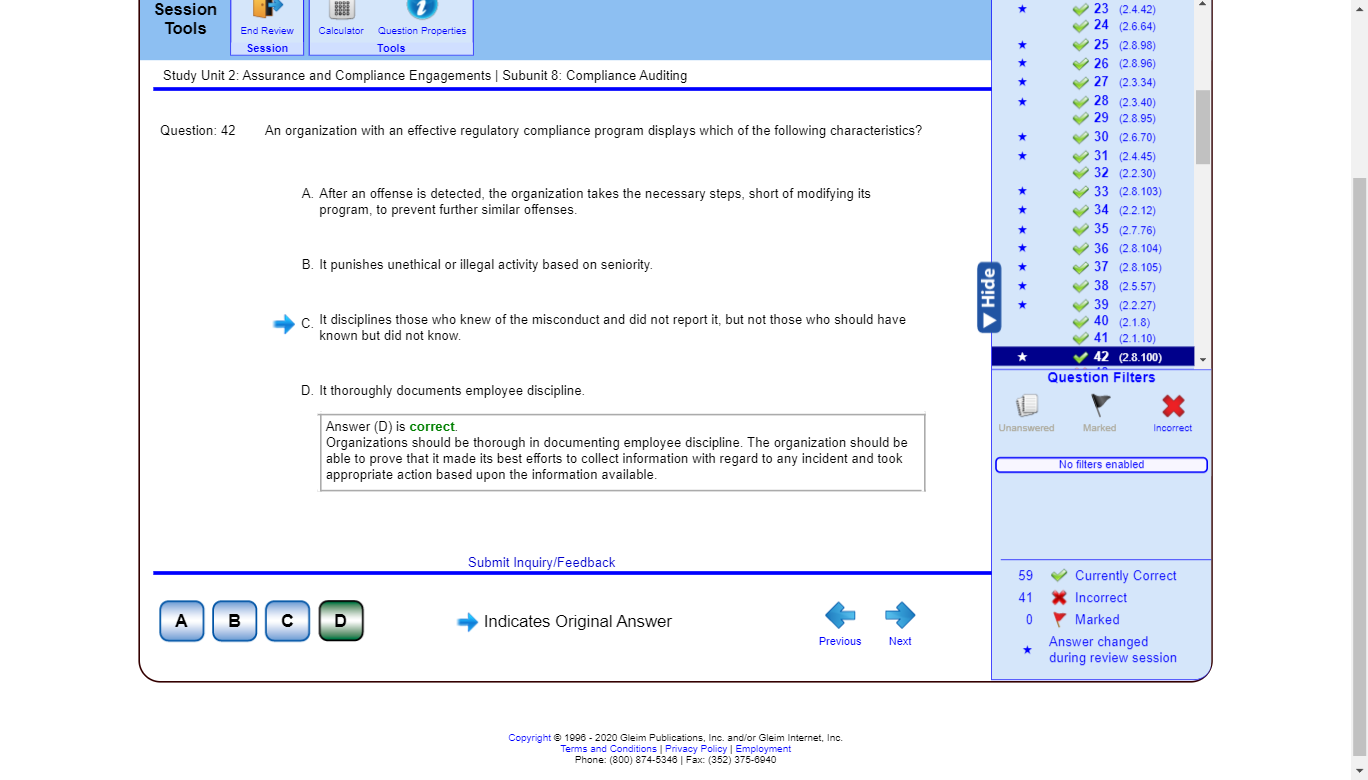 Session
Tools
End Review
Session
Calculator
Question Properties
Tools
Study Unit 2: Assurance and Compliance Engagements | Subunit 8: Compliance Auditing
Question: 42 An organization with an effective regulatory compliance program displays which of the following characteristics?
A. After an offense is detected, the organization takes the necessary steps, short of modifying its
program, to prevent further similar offenses.
B. It punishes unethical or illegal activity based on seniority.
C. It disciplines those who knew of the misconduct and did not report it, but not those who should have
known but did not know.
D. It thoroughly documents employee discipline.
Answer (D) is correct.
Organizations should be thorough in documenting employee discipline. The organization should be
able to prove that it made its best efforts to collect information with regard to any incident and took
appropriate action based upon the information available.
Submit Inquiry/Feedback
A B C D
Indicates Original Answer
Previous
Next
Hide
23 (2.4.42)
24 (2.6.64)
25 (2.8.98)
26 (2.8.96)
27 (2.3.34)
28 (2.3.40)
29 (2.8.95)
30 (2.6.70)
31 (2.4.45)
32 (2.2.30)
33 (2.8.103)
34 (2.2.12)
35 (2.7.76)
36 (2.8.104)
37 (2.8.105)
38 (2.5.57)
39 (2.2.27)
40 (2.1.8)
41 (2.1.10)
42 (2.8.100)
Question Filters
Unanswered
Marked
Incorrect
No filters enabled
59 Currently Correct
41 Incorrect
0 Marked
Answer changed
during review session
Copyright © 1996 - 2020 Gleim Publications, Inc. and/or Gleim Internet, Inc.
Terms and Conditions | Privacy Policy | Employment
Phone: (800) 874-5346 | Fax: (352) 375-6940